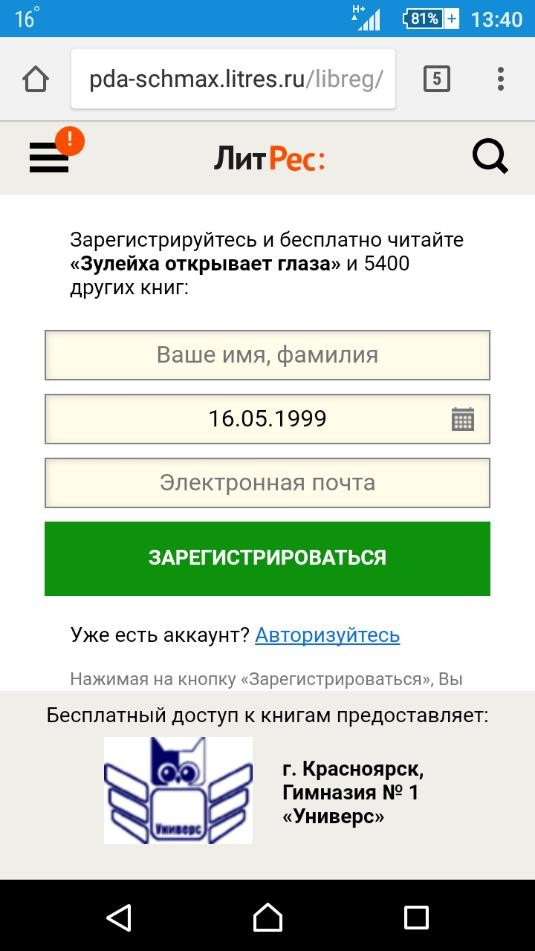 16°
H+
81%
13:40
pda-schmax.litres.ru/libreg/
5
!
ЛитРес:
Зарегистрируйтесь и бесплатно читайте
«Зулейха открывает глаза» и 5400
других книг:
Ваше имя, фамилия
16.05.1999
Электронная почта
ЗАРЕГИСТРИРОВАТЬСЯ
Уже есть аккаунт? Авторизуйтесь
Нажимая на кнопку «Зарегистрироваться», Вы
Бесплатный доступ к книгам предоставляет:
Универс
г. Красноярск,
Гимназия № 1
«Универс»